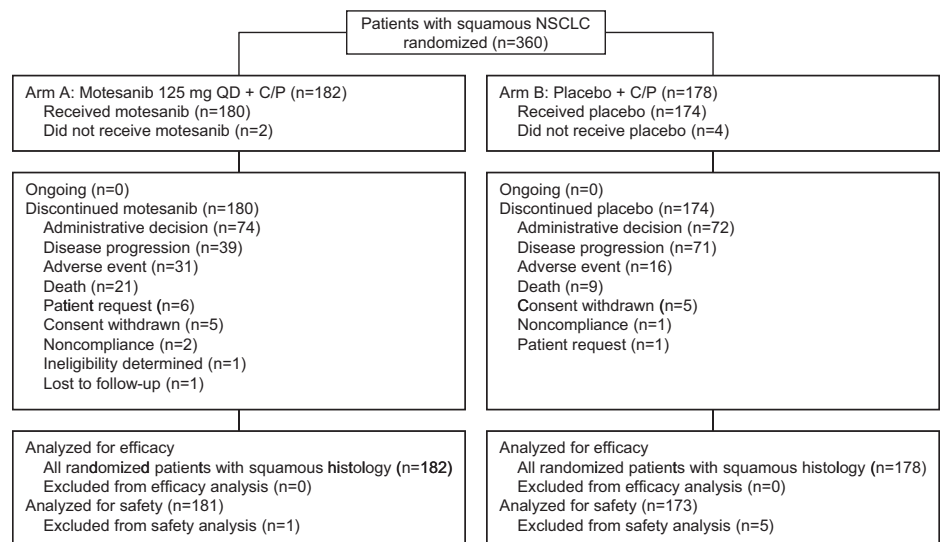 Patients with squamous NSCLC
randomized (n=360)
Arm A: Motesanib 125 mg QD + C/P (n=182)
Received motesanib (n=180)
Did not receive motesanib (n=2)
Arm B: Placebo + C/P (n=178)
Received placebo (n=174)
Did not receive placebo (n=4)
Ongoing (n=0)
Discontinued motesanib (n=180)
Administrative decision (n=74)
Disease progression (n=39)
Adverse event (n=31)
Death (n=21)
Patient request (n=6)
Consent withdrawn (n=5)
Noncompliance (n=2)
Ineligibility determined (n=1)
Lost to follow-up (n=1)
Ongoing (n=0)
Discontinued placebo (n=174)
Administrative decision (n=72)
Disease progression (n=71)
Adverse event (n=16)
Death (n=9)
Consent withdrawn (n=5)
Noncompliance (n=1)
Patient request (n=1)
Analyzed for efficacy
All randomized patients with squamous histology (n=182)
Excluded from efficacy analysis (n=0)
Analyzed for safety (n=181)
Excluded from safety analysis (n=1)
Analyzed for efficacy
All randomized patients with squamous histology (n=178)
Excluded from efficacy analysis (n=0)
Analyzed for safety (n=173)
Excluded from safety analysis (n=5)